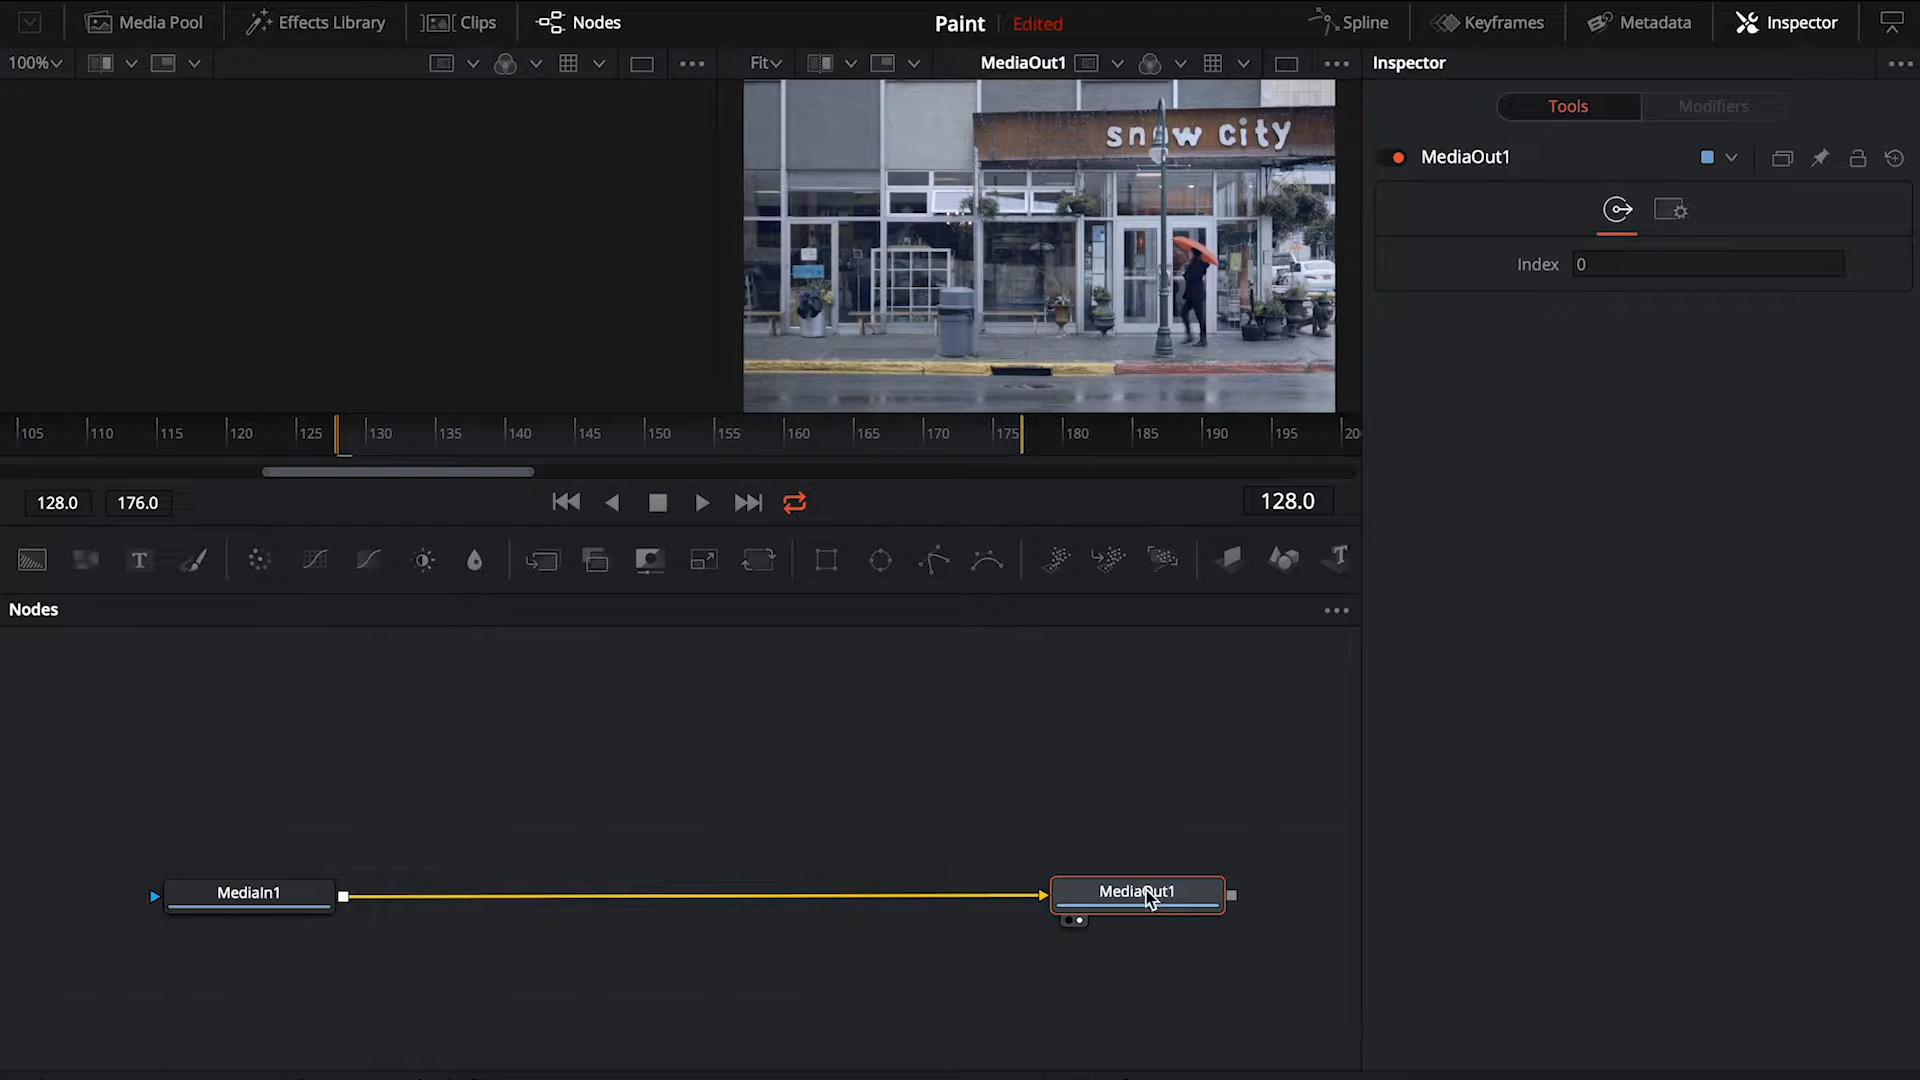 Media Pool
Effects Library
Clips
Nodes
Paint
Edited
Spline
Keyframes
Metadata
Inspector
100%
Fit
MediaOut1
Inspector
snow city
Tools
Modifiers
MediaOut1
Index 0
105 110 115 120 125 130 135 140 145 150 155 160 165 170 175 180 185 190 195 20
128.0 176.0
128.0
T
T
Nodes
MediaIn1
MediaOut1